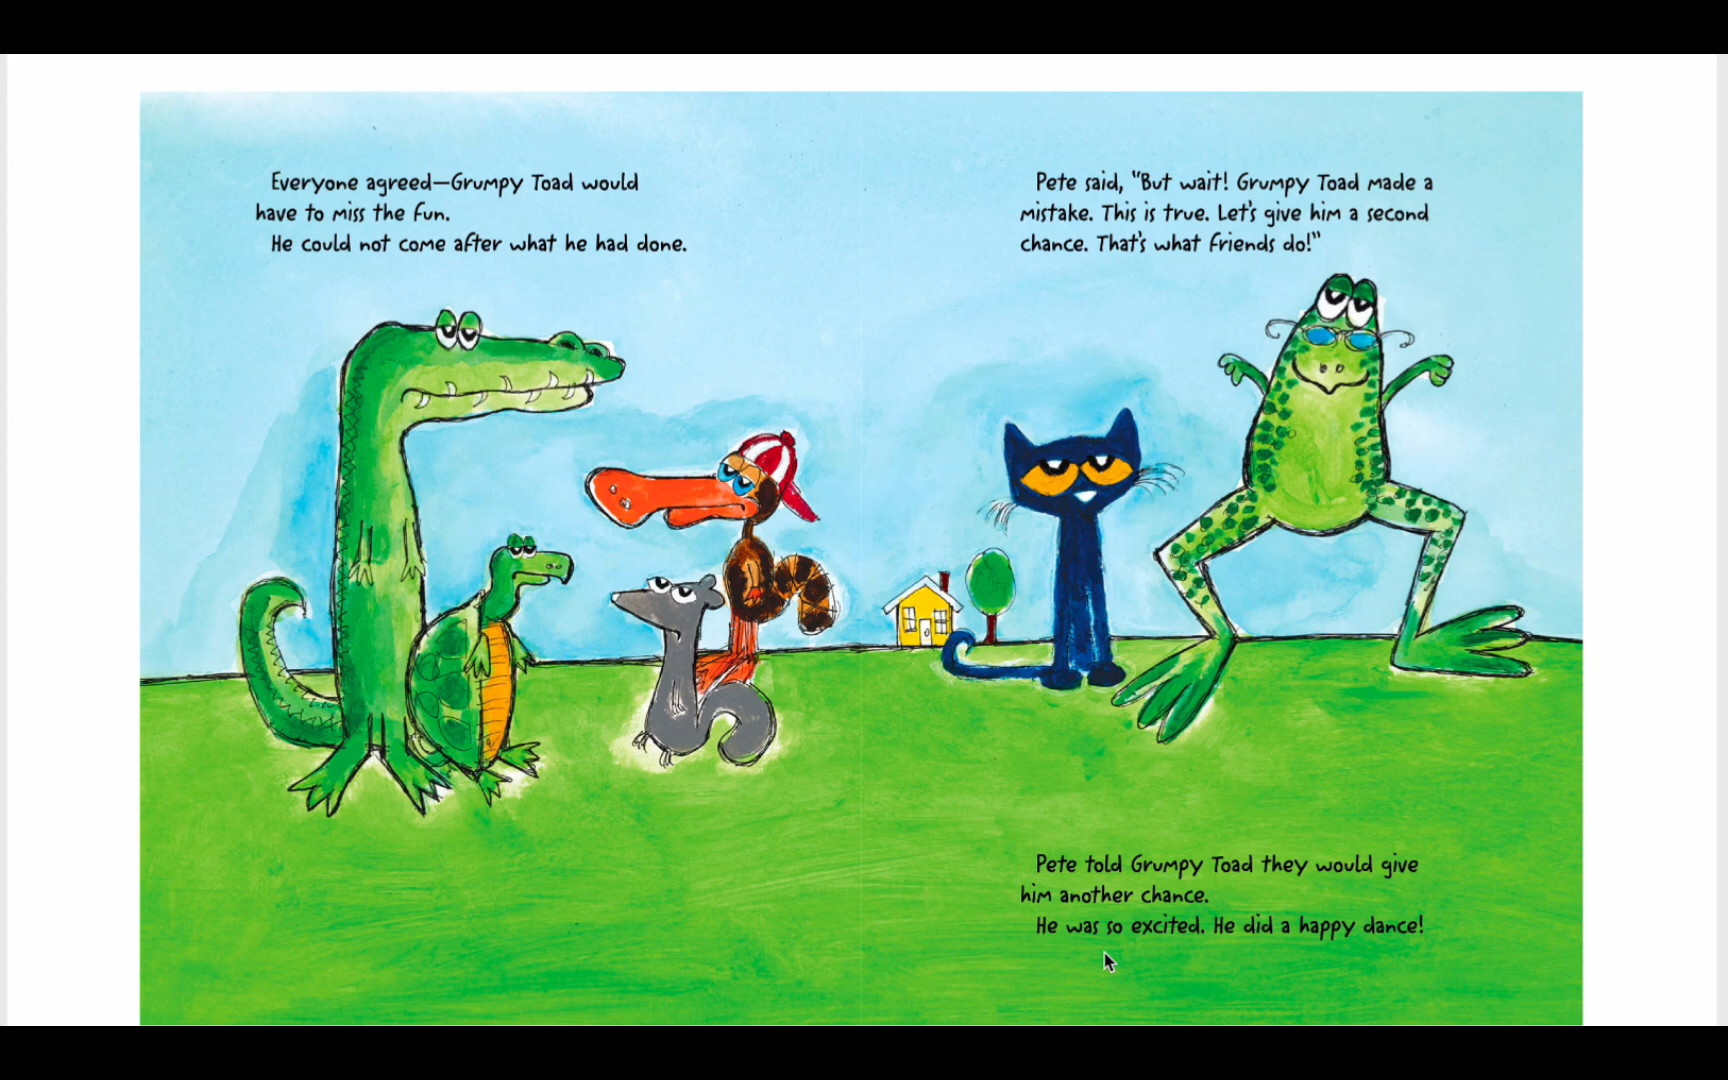 Everyone agreed—Grumpy Toad would
have to miss the fun.
He could not come after what he had done.
Pete said, “But wait! Grumpy Toad made a
mistake. This is true. Let’s give him a second
chance. That’s what friends do!”
Pete told Grumpy Toad they would give
him another chance.
He was so excited. He did a happy dance!